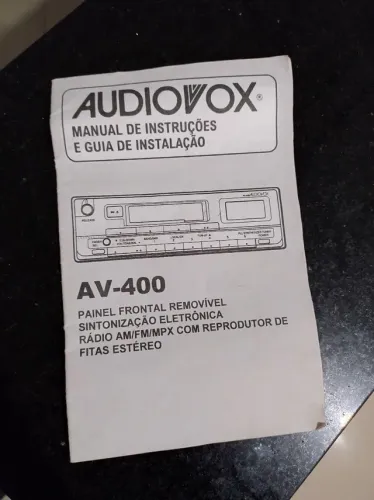 AUDIOVOX®
MANUAL DE INSTRUÇÕES
E GUIA DE INSTALAÇÃO
AUDIOVOX
AV-400
PAINEL FRONTAL REMOVÍVEL
SINTONIZAÇÃO ELETRÔNICA
RÁDIO AM/FM/MPX COM REPRODUTOR DE
FITAS ESTÉREO